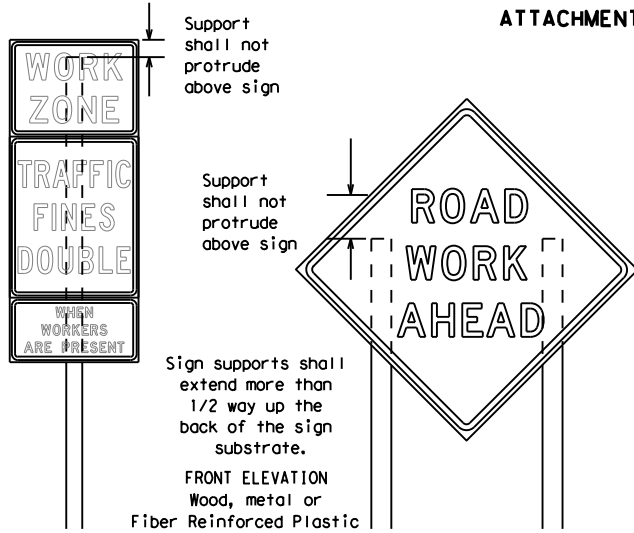 ATTACHMENT
Support
shall not
protrude
above sign
WORK
ZONE
TRAFFIC
FINES
DOUBLE
WHEN
WORKERS
ARE PRESENT
Support
shall not
protrude
above sign
ROAD
WORK
AHEAD
Sign supports shall
extend more than
1/2 way up the
back of the sign
substrate.
FRONT ELEVATION
Wood, metal or
Fiber Reinforced Plastic